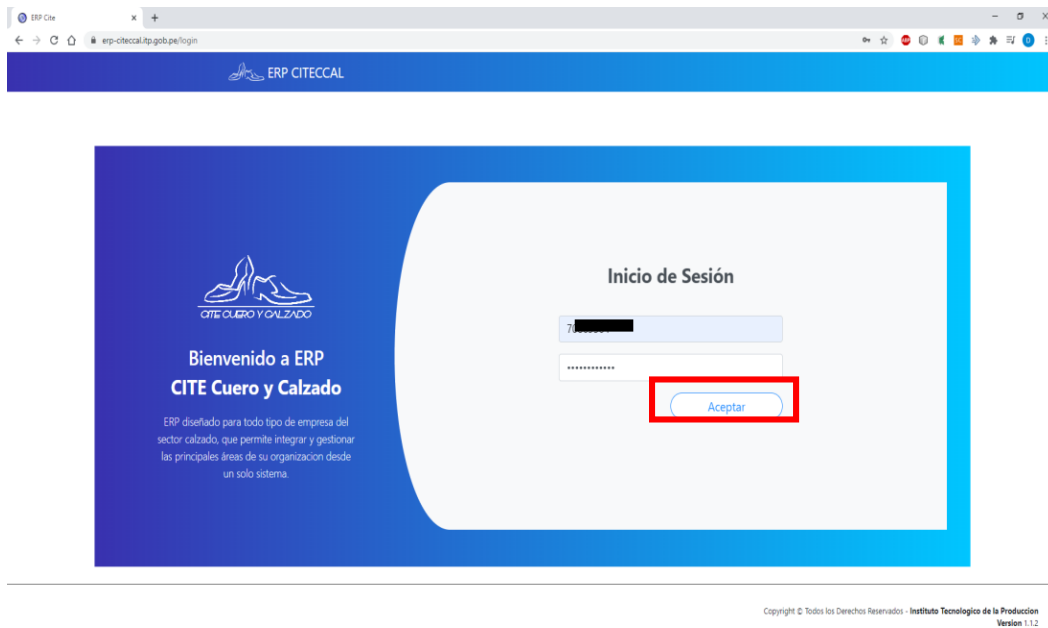 ERP Cite
erp-citeccal.itp.gob.pe/login
ERP CITECCAL
CITE CUERO Y CALZADO
Bienvenido a ERP
CITE Cuero y Calzado
ERP diseñado para todo tipo de empresa del
sector calzado, que permite integrar y gestionar
las principales áreas de su organizacion desde
un solo sistema.
Inicio de Sesión
Aceptar
Copyright © Todos los Derechos Reservados - Instituto Tecnologico de la Produccion
Version 1.1.2